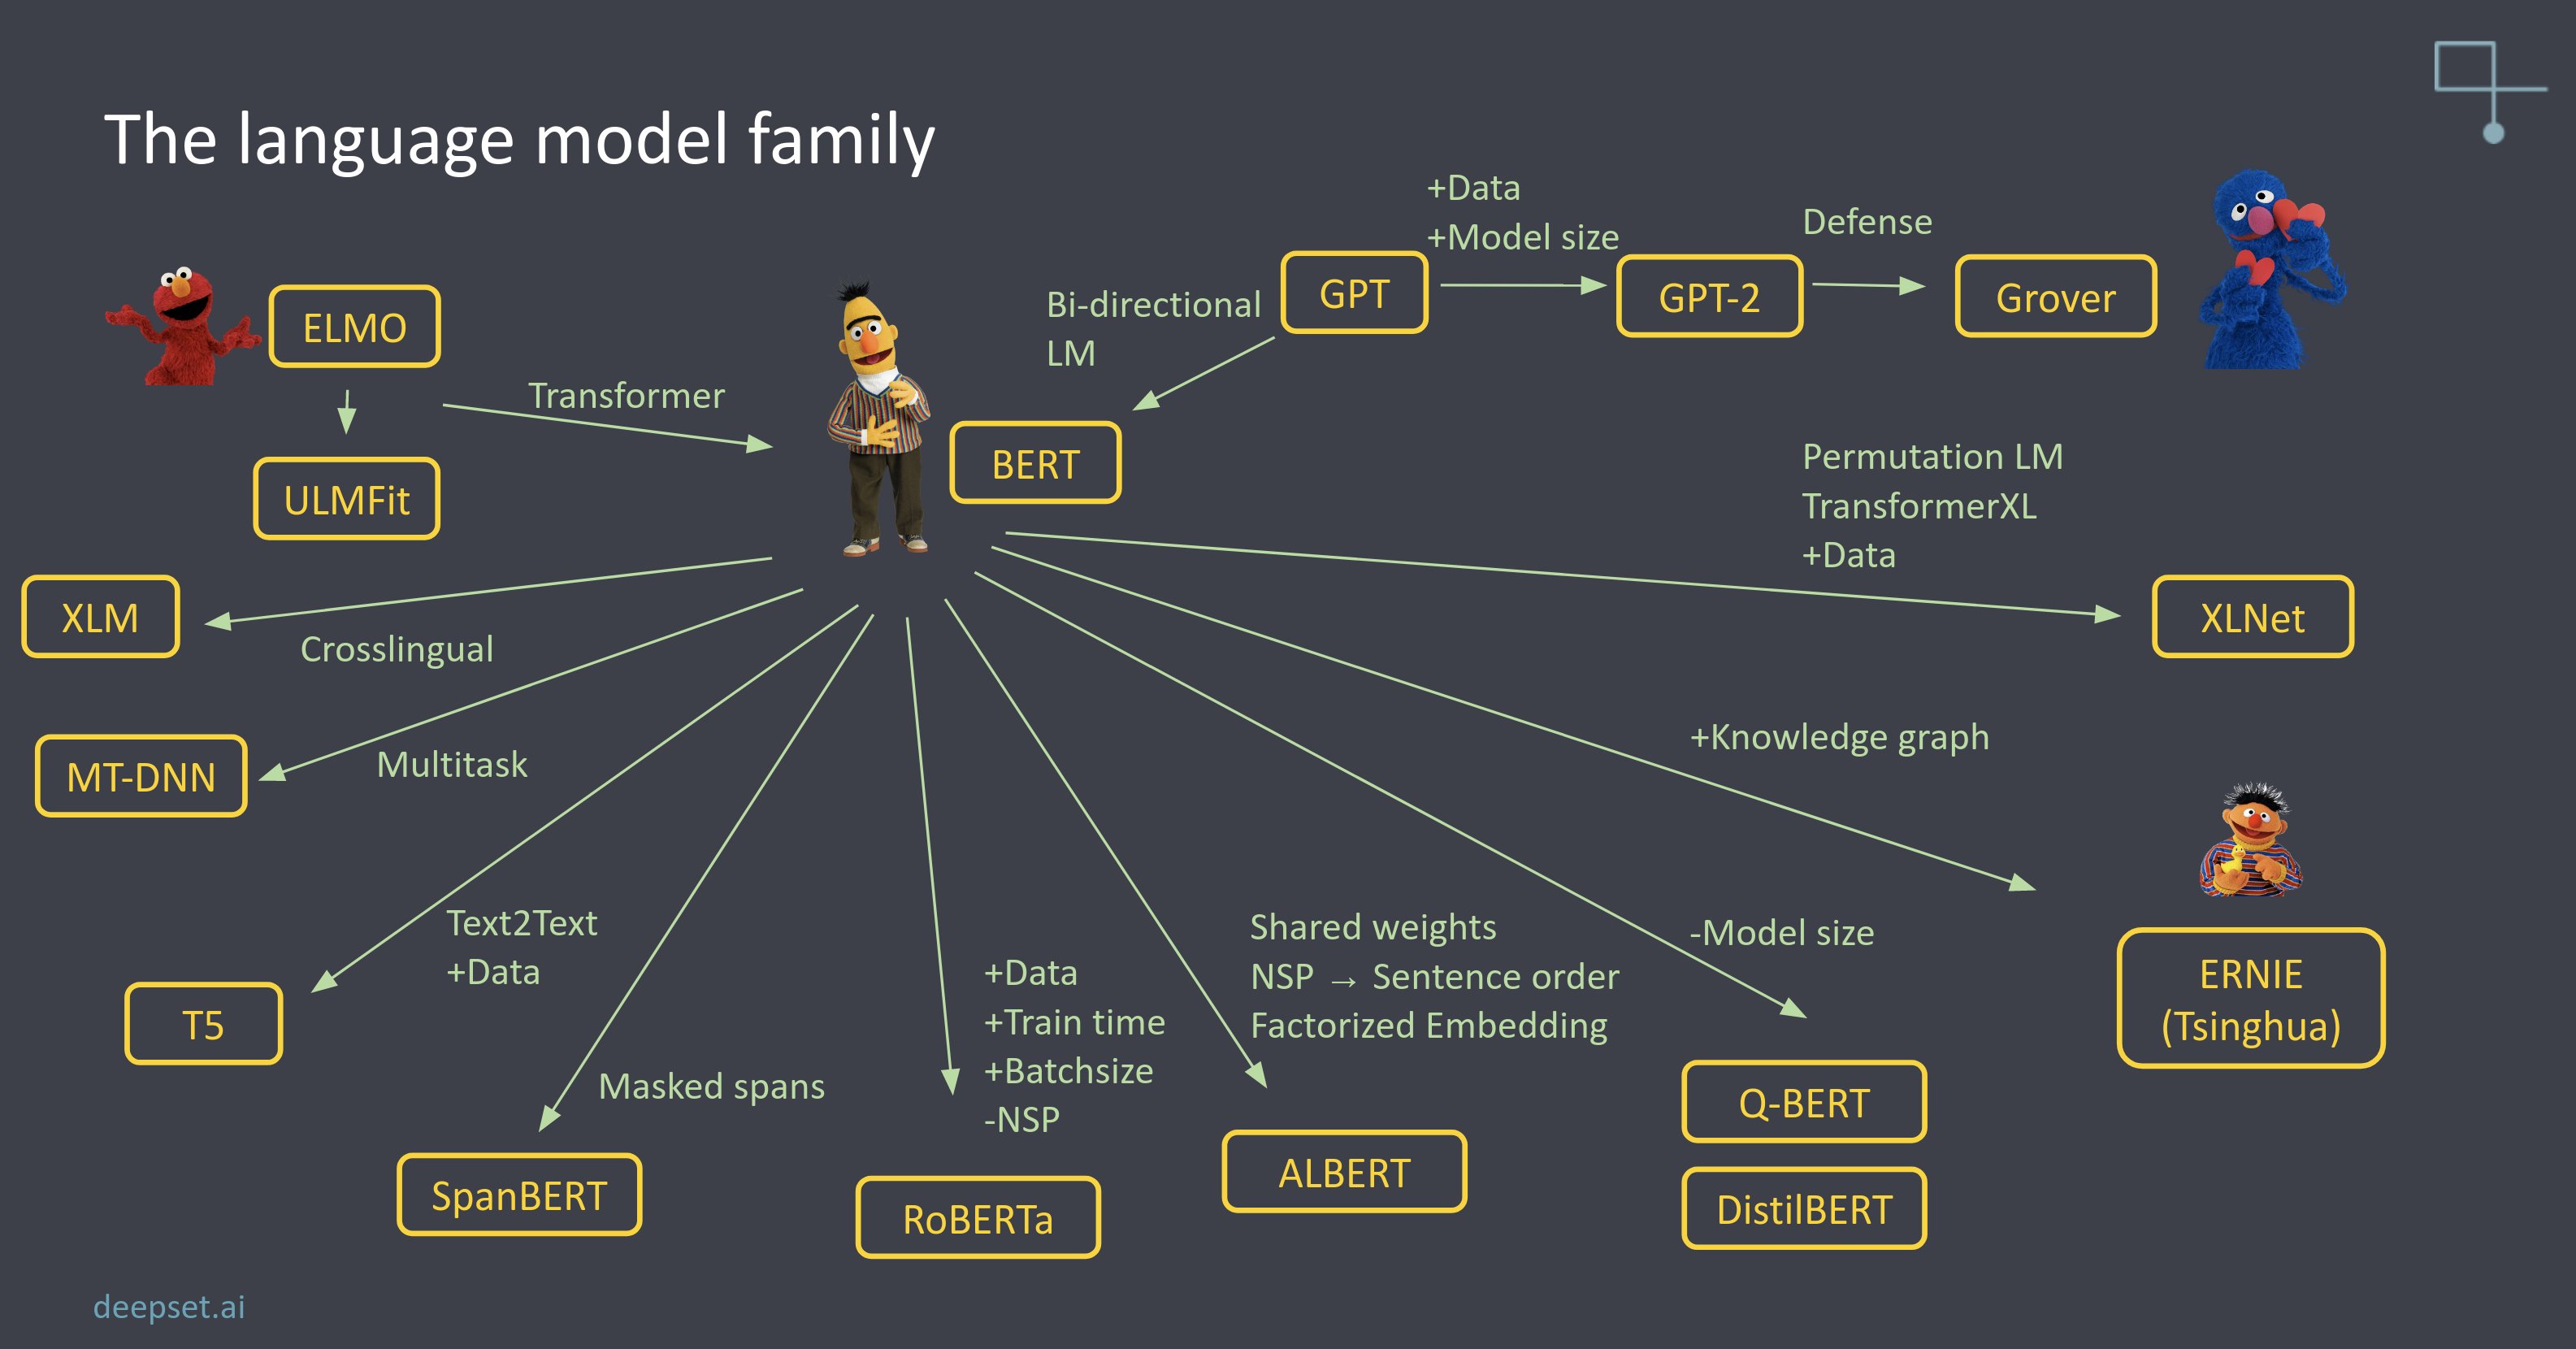 The language model family
+Data
+Model size
Defense
GPT
GPT-2
Grover
Bi-directional
LM
ELMO
Transformer
BERT
ULMFit
Permutation LM
TransformerXL
+Data
XLM
Crosslingual
XLNet
MT-DNN
Multitask
+Knowledge graph
Text2Text
+Data
T5
Masked spans
SpanBERT
+Data
+Train time
+Batchsize
-NSP
RoBERTa
Shared weights
NSP → Sentence order
Factorized Embedding
ALBERT
-Model size
Q-BERT
DistilBERT
ERNIE
(Tsinghua)
deepset.ai